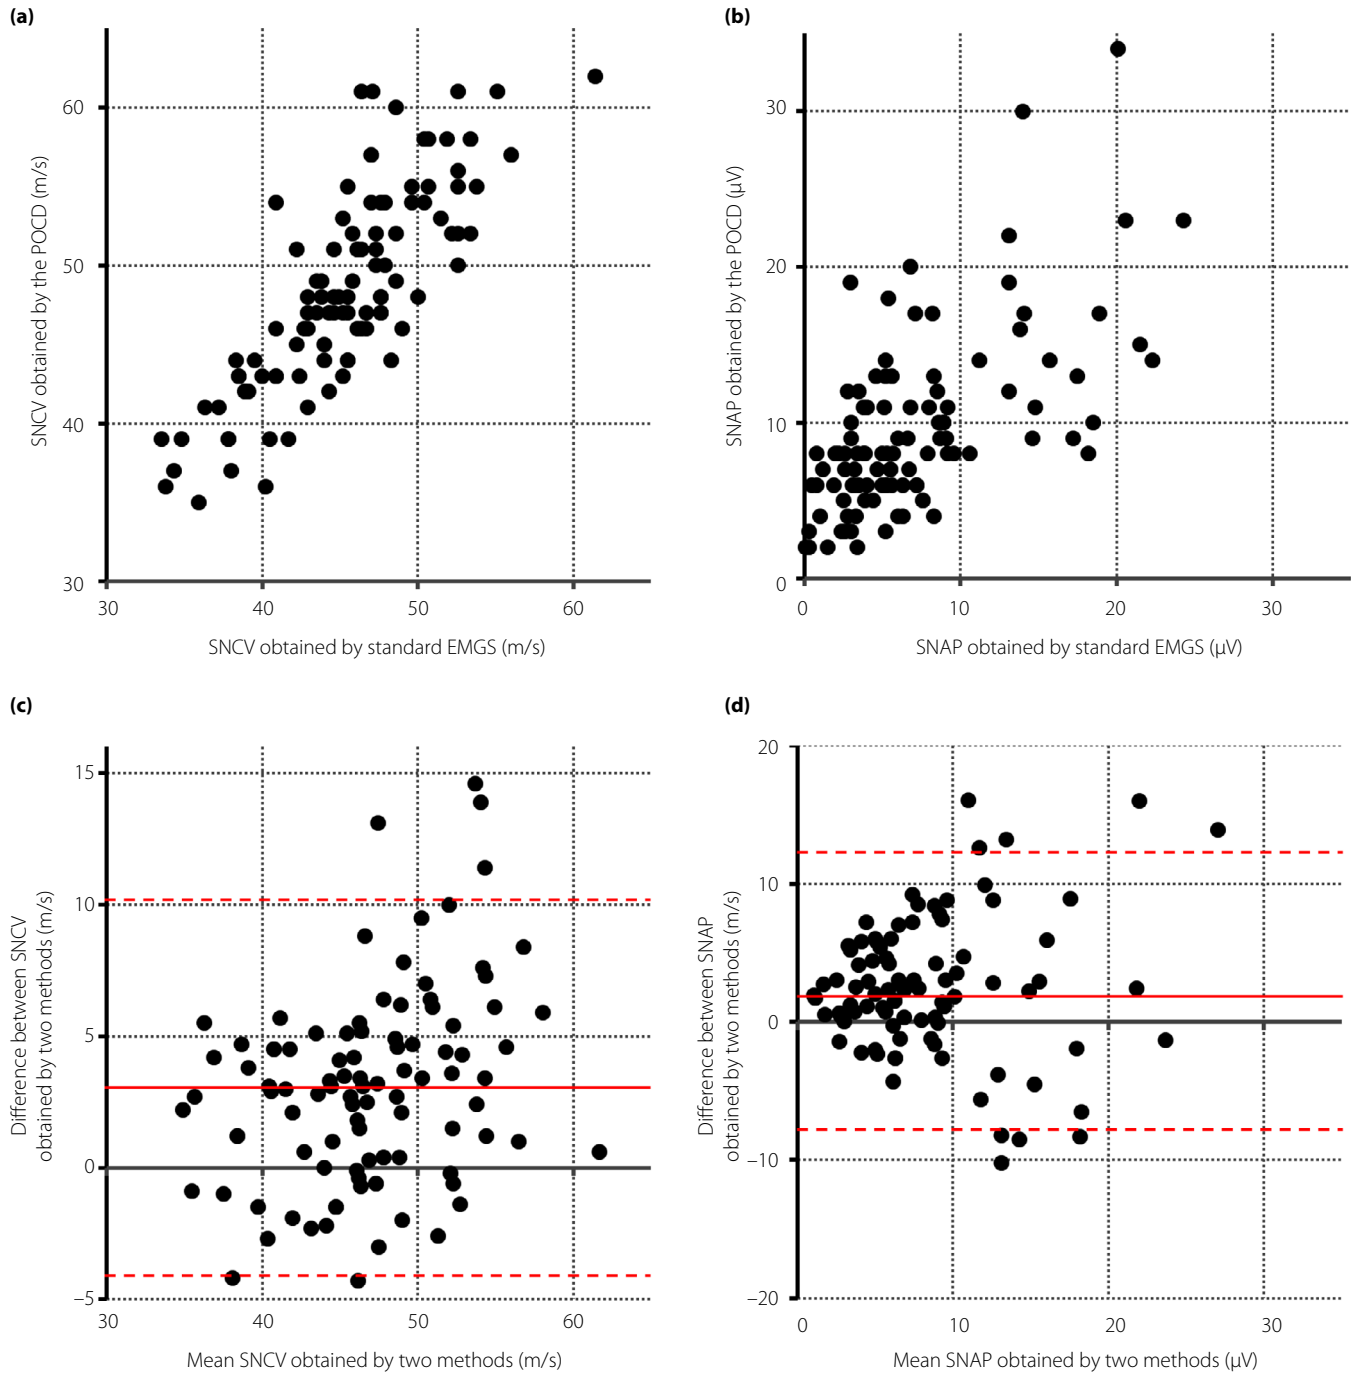 (a)
60
50
40
30
30 40 50 60
SNCV obtained by the POCD (m/s)
SNCV obtained by standard EMGS (m/s)
(b)
30
20
10
0
0 10 20 30
SNAP obtained by the POCD (μV)
SNAP obtained by standard EMGS (μV)
(c)
15
10
5
0
–5
30 40 50 60
Difference between SNCV
obtained by two methods (m/s)
Mean SNCV obtained by two methods (m/s)
(d)
20
10
0
–10
–20
0 10 20 30
Difference between SNAP
obtained by two methods (m/s)
Mean SNAP obtained by two methods (μV)